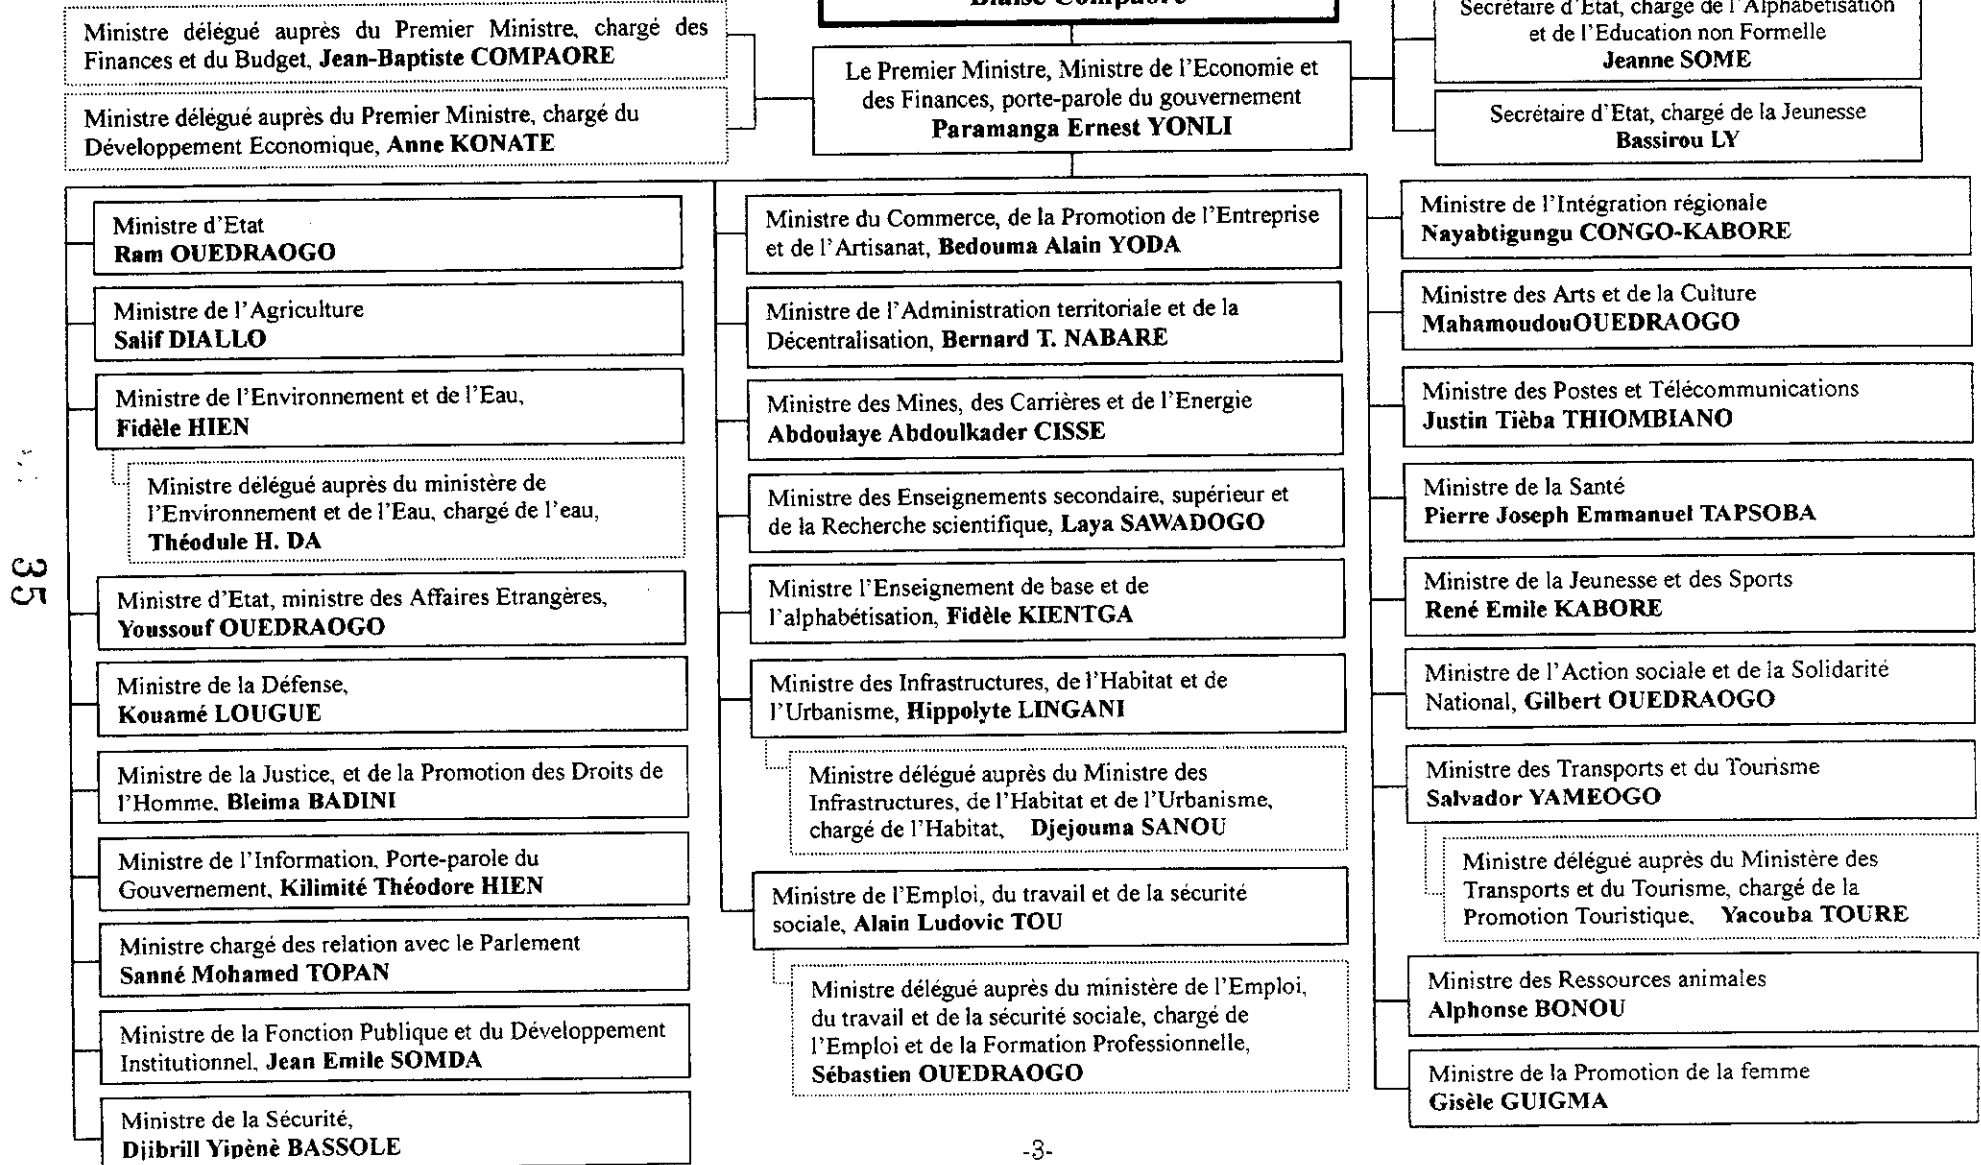 Blaise Compaoré
Ministre délégué auprès du Premier Ministre, chargé des
Finances et du Budget, Jean-Baptiste COMPAORE
Ministre délégué auprès du Premier Ministre, chargé du
Développement Economique, Anne KONATE
Le Premier Ministre, Ministre de l'Economie et
des Finances, porte-parole du gouvernement
Paramanga Ernest YONLI
Secrétaire d'Etat, chargé de l'Alphabétisation
et de l'Education non Formelle
Jeanne SOME
Secrétaire d'Etat, chargé de la Jeunesse
Bassirou LY
Ministre d'Etat
Ram OUEDRAOGO
Ministre de l'Agriculture
Salif DIALLO
Ministre de l'Environnement et de l'Eau,
Fidèle HIEN
Ministre délégué auprès du ministère de
l'Environnement et de l'Eau, chargé de l'eau,
Théodule H. DA
Ministre d'Etat, ministre des Affaires Etrangères,
Youssouf OUEDRAOGO
Ministre de la Défense,
Kouamé LOUGUE
Ministre de la Justice, et de la Promotion des Droits de
l'Homme, Bleima BADINI
Ministre de l'Information, Porte-parole du
Gouvernement, Kilimité Théodore HIEN
Ministre chargé des relation avec le Parlement
Sanné Mohamed TOPAN
Ministre de la Fonction Publique et du Développement
Institutionnel, Jean Emile SOMDA
Ministre de la Sécurité,
Djibrill Yipènè BASSOLE
Ministre du Commerce, de la Promotion de l'Entreprise
et de l'Artisanat, Bedouma Alain YODA
Ministre de l'Administration territoriale et de la
Décentralisation, Bernard T. NABARE
Ministre des Mines, des Carrières et de l'Energie
Abdoulaye Abdoulkader CISSE
Ministre des Enseignements secondaire, supérieur et
de la Recherche scientifique, Laya SAWADOGO
Ministre l'Enseignement de base et de
l'alphabétisation, Fidèle KIENTGA
Ministre des Infrastructures, de l'Habitat et de
l'Urbanisme, Hippolyte LINGANI
Ministre délégué auprès du Ministre des
Infrastructures, de l'Habitat et de l'Urbanisme,
chargé de l'Habitat, Djejouma SANOU
Ministre de l'Emploi, du travail et de la sécurité
sociale, Alain Ludovic TOU
Ministre délégué auprès du ministère de l'Emploi,
du travail et de la sécurité sociale, chargé de
l'Emploi et de la Formation Professionnelle,
Sébastien OUEDRAOGO
Ministre de l'Intégration régionale
Nayabtigungu CONGO-KABORE
Ministre des Arts et de la Culture
MahamoudouOUEDRAOGO
Ministre des Postes et Télécommunications
Justin Tièba THIOMBIANO
Ministre de la Santé
Pierre Joseph Emmanuel TAPSOBA
Ministre de la Jeunesse et des Sports
René Emile KABORE
Ministre de l'Action sociale et de la Solidarité
National, Gilbert OUEDRAOGO
Ministre des Transports et du Tourisme
Salvador YAMEOGO
Ministre délégué auprès du Ministère des
Transports et du Tourisme, chargé de la
Promotion Touristique, Yacouba TOURE
Ministre des Ressources animales
Alphonse BONOU
Ministre de la Promotion de la femme
Gisèle GUIGMA
35
-3-